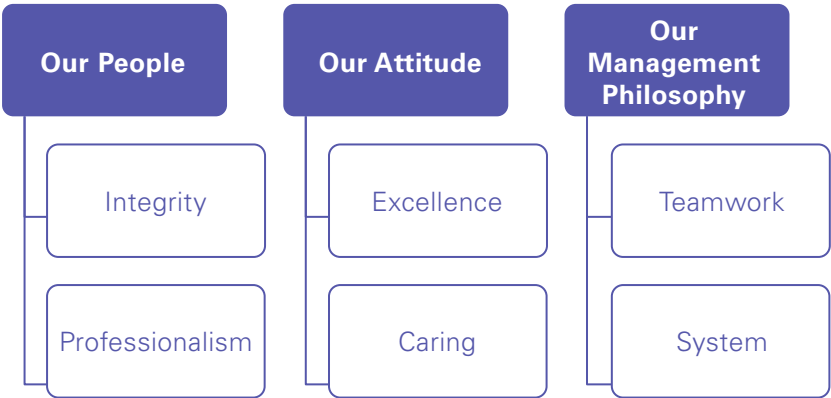 Our People
Integrity
Professionalism
Our Attitude
Excellence
Caring
Our
Management
Philosophy
Teamwork
System